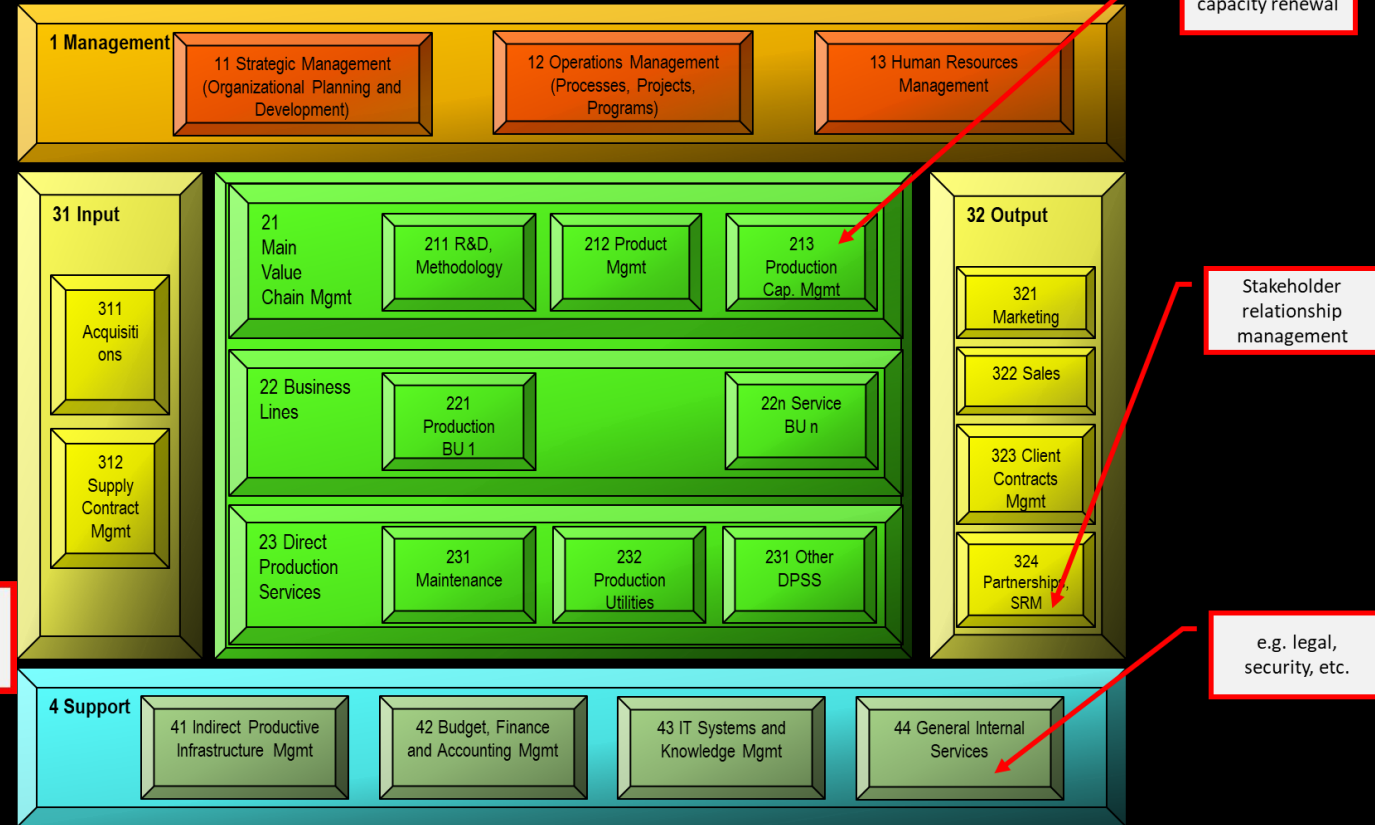 capacity renewal
1 Management
11 Strategic Management
(Organizational Planning and
Development)
12 Operations Management
(Processes, Projects,
Programs)
13 Human Resources
Management
31 Input
311
Acquisiti
ons
312
Supply
Contract
Mgmt
21
Main
Value
Chain Mgmt
211 R&D,
Methodology
212 Product
Mgmt
213
Production
Cap. Mgmt
22 Business
Lines
221
Production
BU 1
22n Service
BU n
23 Direct
Production
Services
231
Maintenance
232
Production
Utilities
231 Other
DPSS
32 Output
321
Marketing
322 Sales
323 Client
Contracts
Mgmt
324
Partnerships,
SRM
Stakeholder
relationship
management
e.g. legal,
security, etc.
4 Support
41 Indirect Productive
Infrastructure Mgmt
42 Budget, Finance
and Accounting Mgmt
43 IT Systems and
Knowledge Mgmt
44 General Internal
Services